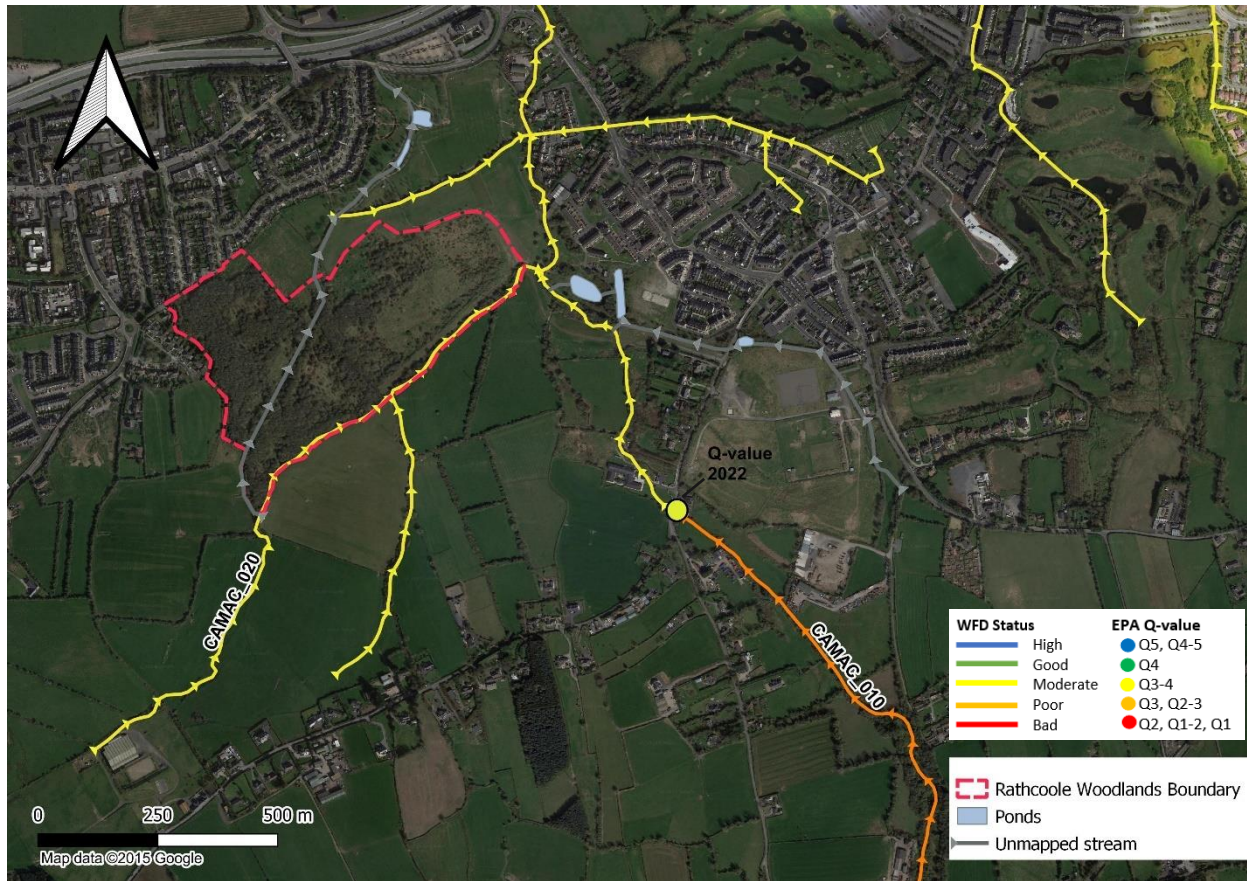 Q-value
2022
CAMAC_020
CAMAC_010
WFD Status EPA Q-value
High Q5, Q4-5
Good Q4
Moderate Q3-4
Poor Q3, Q2-3
Bad Q2, Q1-2, Q1
Rathcoole Woodlands Boundary
Ponds
Unmapped stream
0 250 500 m
Map data ©2015 Google